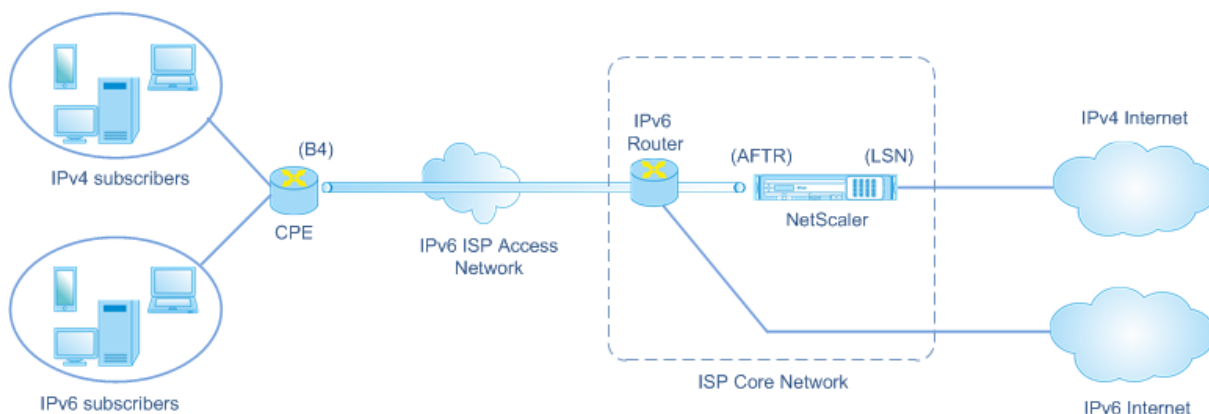 IPv4 subscribers
(B4)
CPE
IPv6 subscribers
IPv6 ISP Access
Network
IPv6
Router
(AFTR)
(LSN)
NetScaler
ISP Core Network
IPv4 Internet
IPv6 Internet